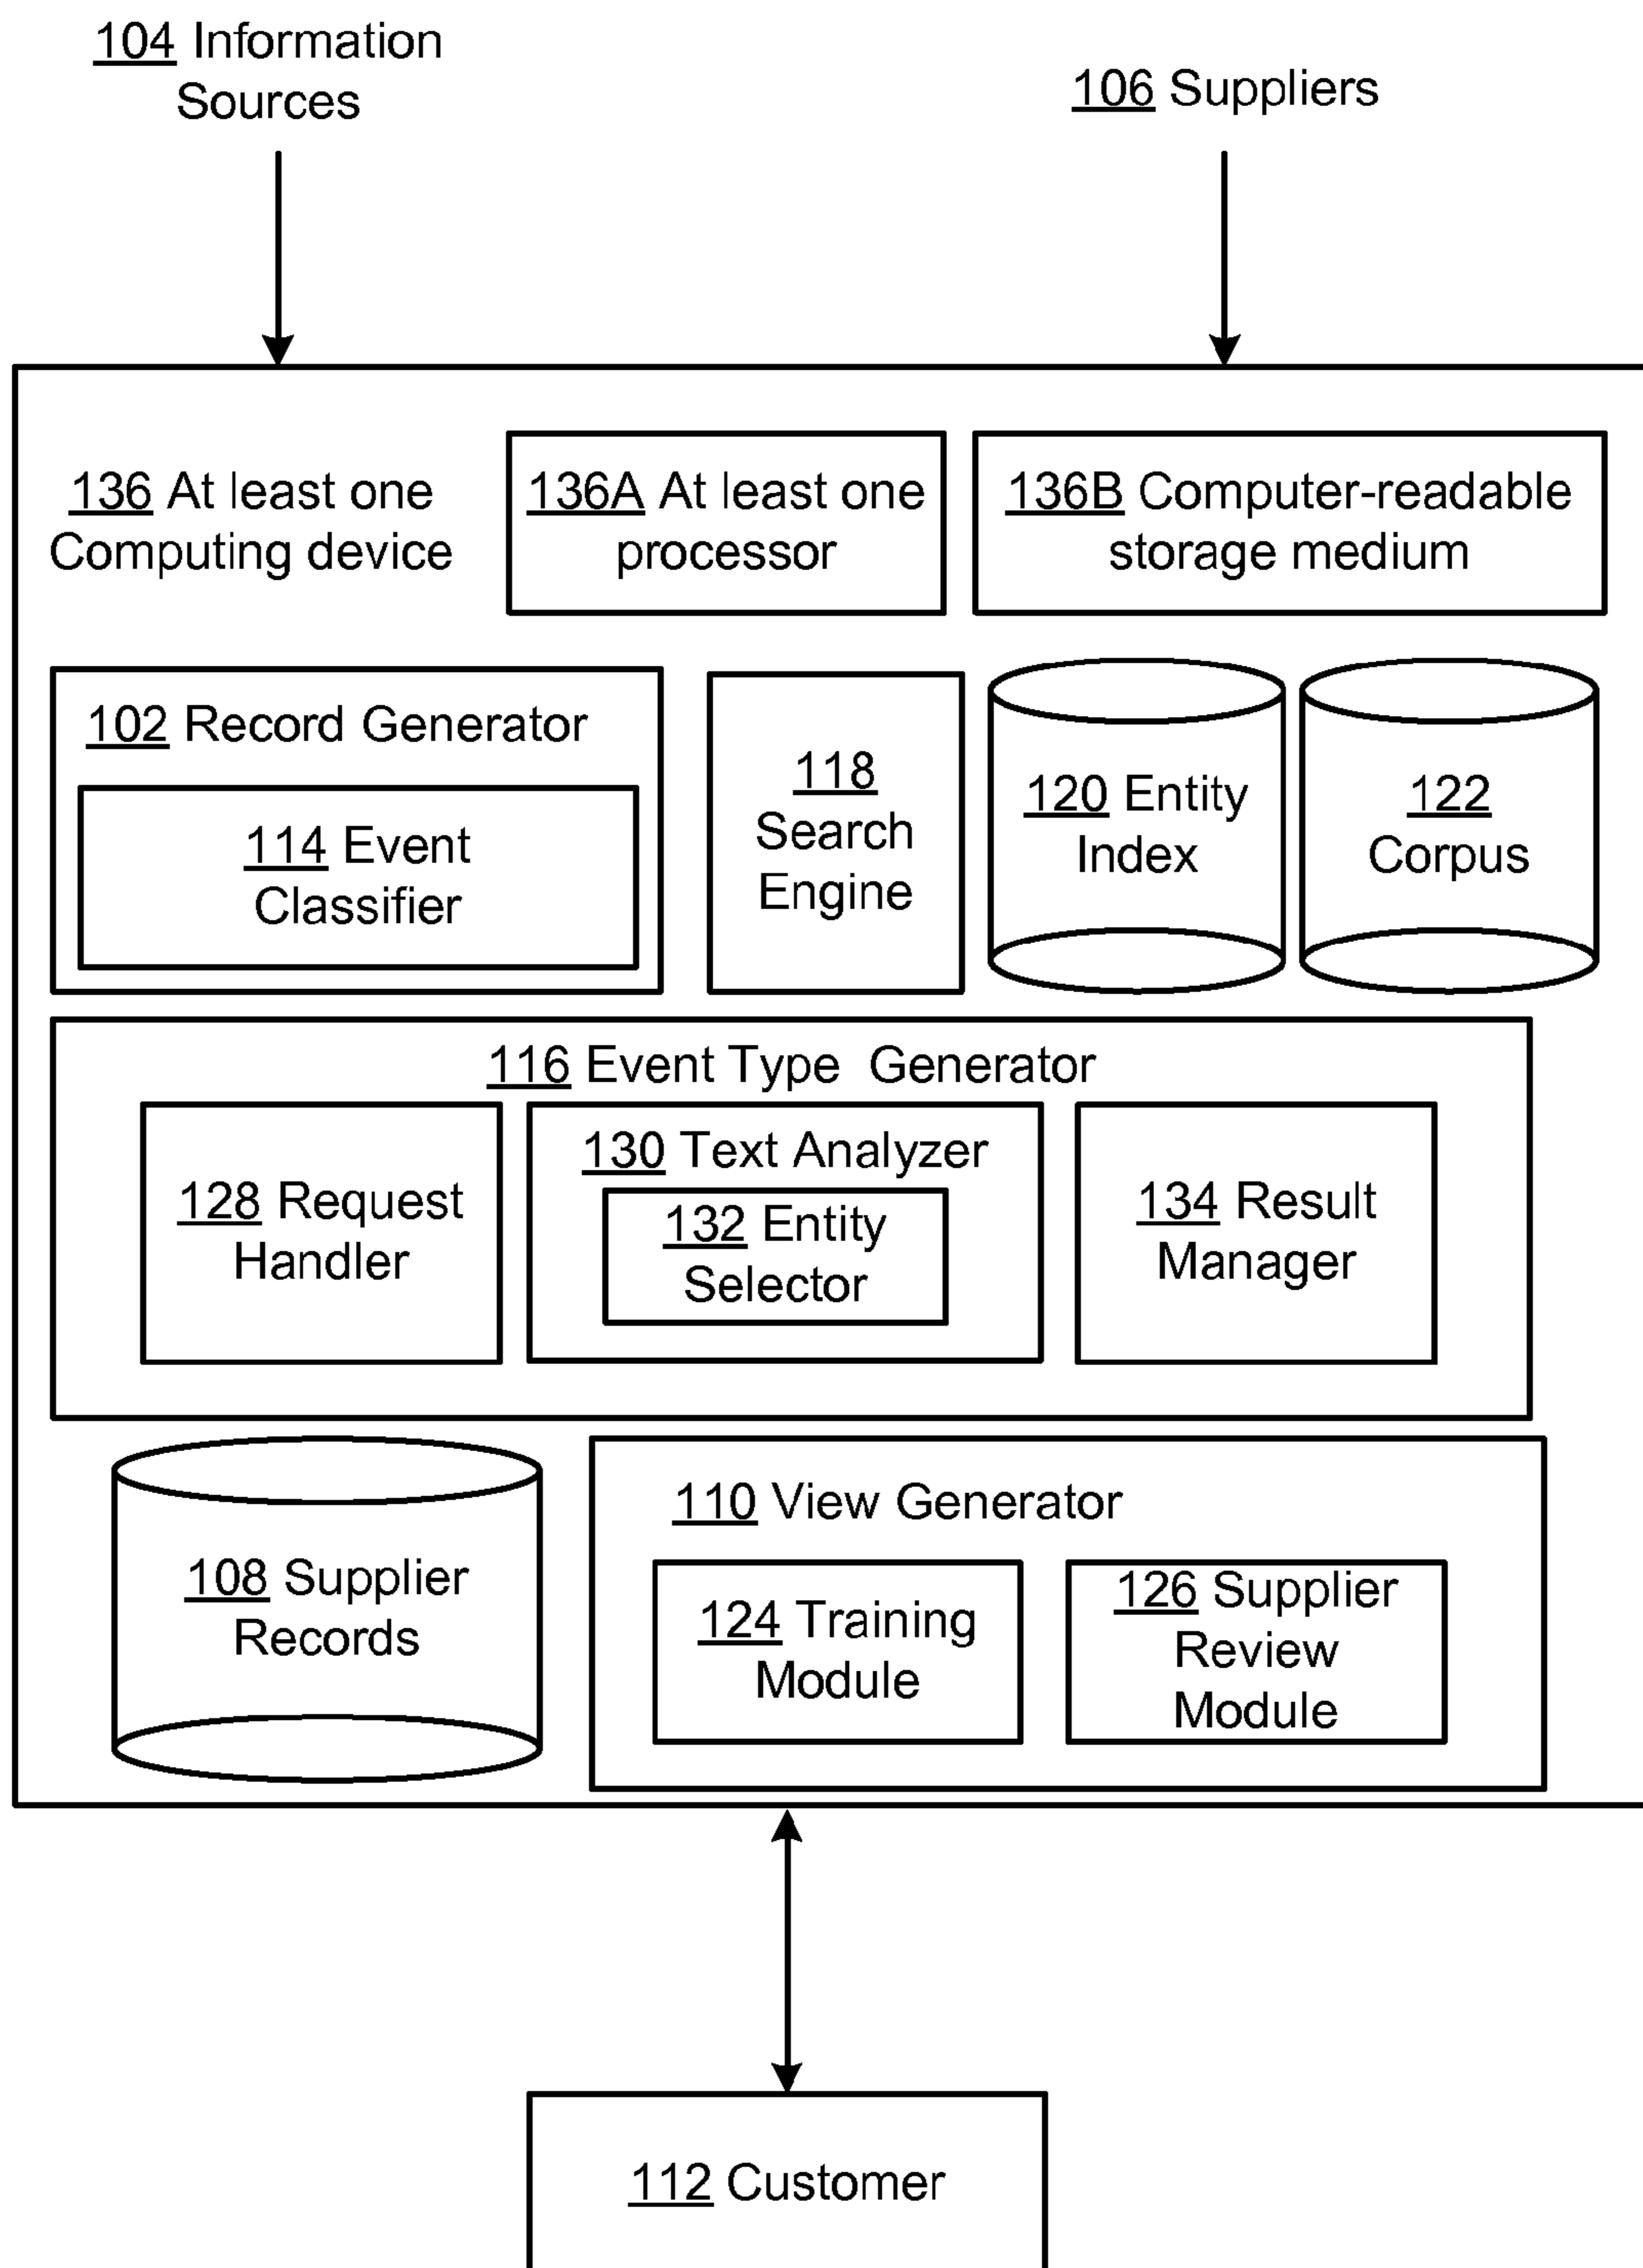 104 Information
Sources
106 Suppliers
136 At least one
Computing device
136A At least one
processor
136B Computer-readable
storage medium
102 Record Generator
114 Event
Classifier
118
Search
Engine
120 Entity
Index
122
Corpus
116 Event Type  Generator
128 Request
Handler
130 Text Analyzer
132 Entity
Selector
134 Result
Manager
108 Supplier
Records
110 View Generator
124 Training
Module
126 Supplier
Review
Module
112 Customer